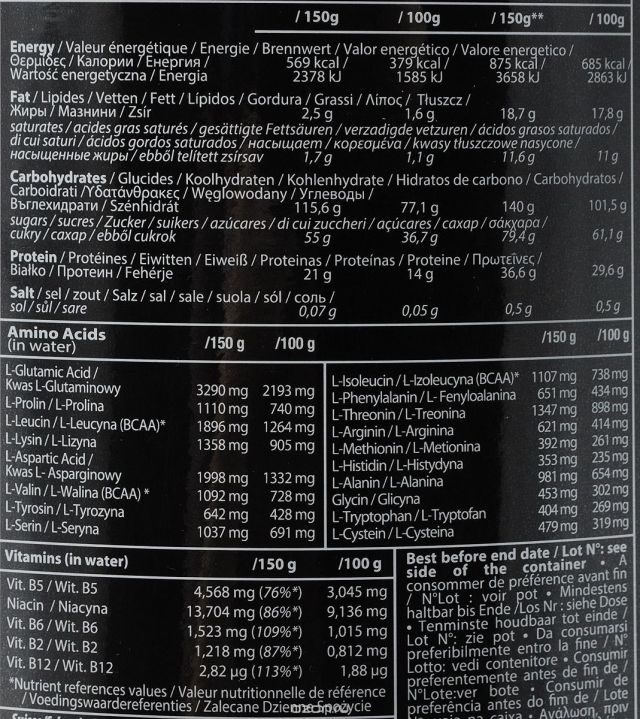 / 150g / 100g / 150g** / 100g
Energy / Valeur énergétique / Energie / Brennwert / Valor energético / Valore energetico /
Θερμίδες / Калории / Енергия / 569 kcal / 379 kcal / 875 kcal / 685 kcal /
Wartość energetyczna / Energia 2378 kJ 1585 kJ 3658 kJ 2863 kJ
Fat / Lipides / Vetten / Fett / Lípidos / Gordura / Grassi / Λίπος / Tłuszcz /
Жиры / Мазнини / Zsír 2,5 g 1,6 g 18,7 g 17,8 g
saturates / acides gras saturés / gesättigte Fettsäuren / verzadigde vetzuren / ácidos grasos saturados /
di cui saturi / ácidos gordos saturados / насыщаем / κορεσμένα / kwasy tłuszczowe nasycone /
насыщенные жиры / ebből telített zsírsav 1,7 g 1,1 g 11,6 g 11 g
Carbohydrates / Glucides / Koolhydraten / Kohlenhydrate / Hidratos de carbono / Carbohydratos /
Carboidrati / Υδατάνθρακες / Węglowodany / Углеводы /
Въглехидрати / Szénhidrát 115,6 g 77,1 g 140 g 101,5 g
sugars / sucres / Zucker / suikers / azúcares / di cui zuccheri / açúcares / сахар / σάκχαρα /
cukry / сахар / ebből cukrok 55 g 36,7 g 79,4 g 61,1 g
Protein / Protéines / Eiwitten / Eiweiß / Proteinas / Proteínas / Proteine / Πρωτεΐνες /
Białko / Протеин / Fehérje 21 g 14 g 36,6 g 29,6 g
Salt / sel / zout / Salz / sal / sale / suola / sól / соль /
sol / sůl / sare 0,07 g 0,05 g 0,5 g 0,5 g
Amino Acids
(in water) /150 g /100 g /150 g /100 g
L-Glutamic Acid /
Kwas L-Glutaminowy 3290 mg 2193 mg
L-Prolin / L-Prolina 1110 mg 740 mg
L-Leucin / L-Leucyna (BCAA)* 1896 mg 1264 mg
L-Lysin / L-Lizyna 1358 mg 905 mg
L-Aspartic Acid /
Kwas L- Asparginowy 1998 mg 1332 mg
L-Valin / L-Walina (BCAA) * 1092 mg 728 mg
L-Tyrosin / L-Tyrozyna 642 mg 428 mg
L-Serin / L-Seryna 1037 mg 691 mg
L-Isoleucin / L-Izoleucyna (BCAA)* 1107 mg 738 mg
L-Phenylalanin / L- Fenyloalanina 651 mg 434 mg
L-Threonin / L-Treonina 1347 mg 898 mg
L-Arginin / L-Arginina 621 mg 414 mg
L-Methionin / L-Metionina 392 mg 261 mg
L-Histidin / L-Histydyna 353 mg 235 mg
L-Alanin / L-Alanina 981 mg 654 mg
Glycin / Glicyna 453 mg 302 mg
L-Tryptophan / L-Tryptofan 404 mg 269 mg
L-Cystein / L-Cysteina 479 mg 319 mg
Vitamins (in water) /150 g /100 g
Vit. B5 / Wit. B5 4,568 mg (76%*) 3,045 mg
Niacin / Niacyna 13,704 mg (86%*) 9,136 mg
Vit. B6 / Wit. B6 1,523 mg (109%*) 1,015 mg
Vit. B2 / Wit. B2 1,218 mg (87%*) 0,812 mg
Vit. B12 / Wit. B12 2,82 µg (113%*) 1,88 µg
*Nutrient references values / Valeur nutritionnelle de référence
/ Voedingswaardereferenties / Zalecane Dzienne Spożycie
Best before end date / Lot N°: see
side of the container • A
consommer de préférence avant fin
/ N°Lot : voir pot • Mindestens
haltbar bis Ende /Los Nr : siehe Dose
• Tenminste houdbaar tot einde /
Lot N°: zie pot • Da consumarsi
preferibilmente entro la fine / N°
Lotto: vedi contenitore • Consumir
preferentemente antes de fin de /
N°Lote:ver bote • Consumir de
preferência antes do fim de / Lote
caixa • Ανάλωση, πριν